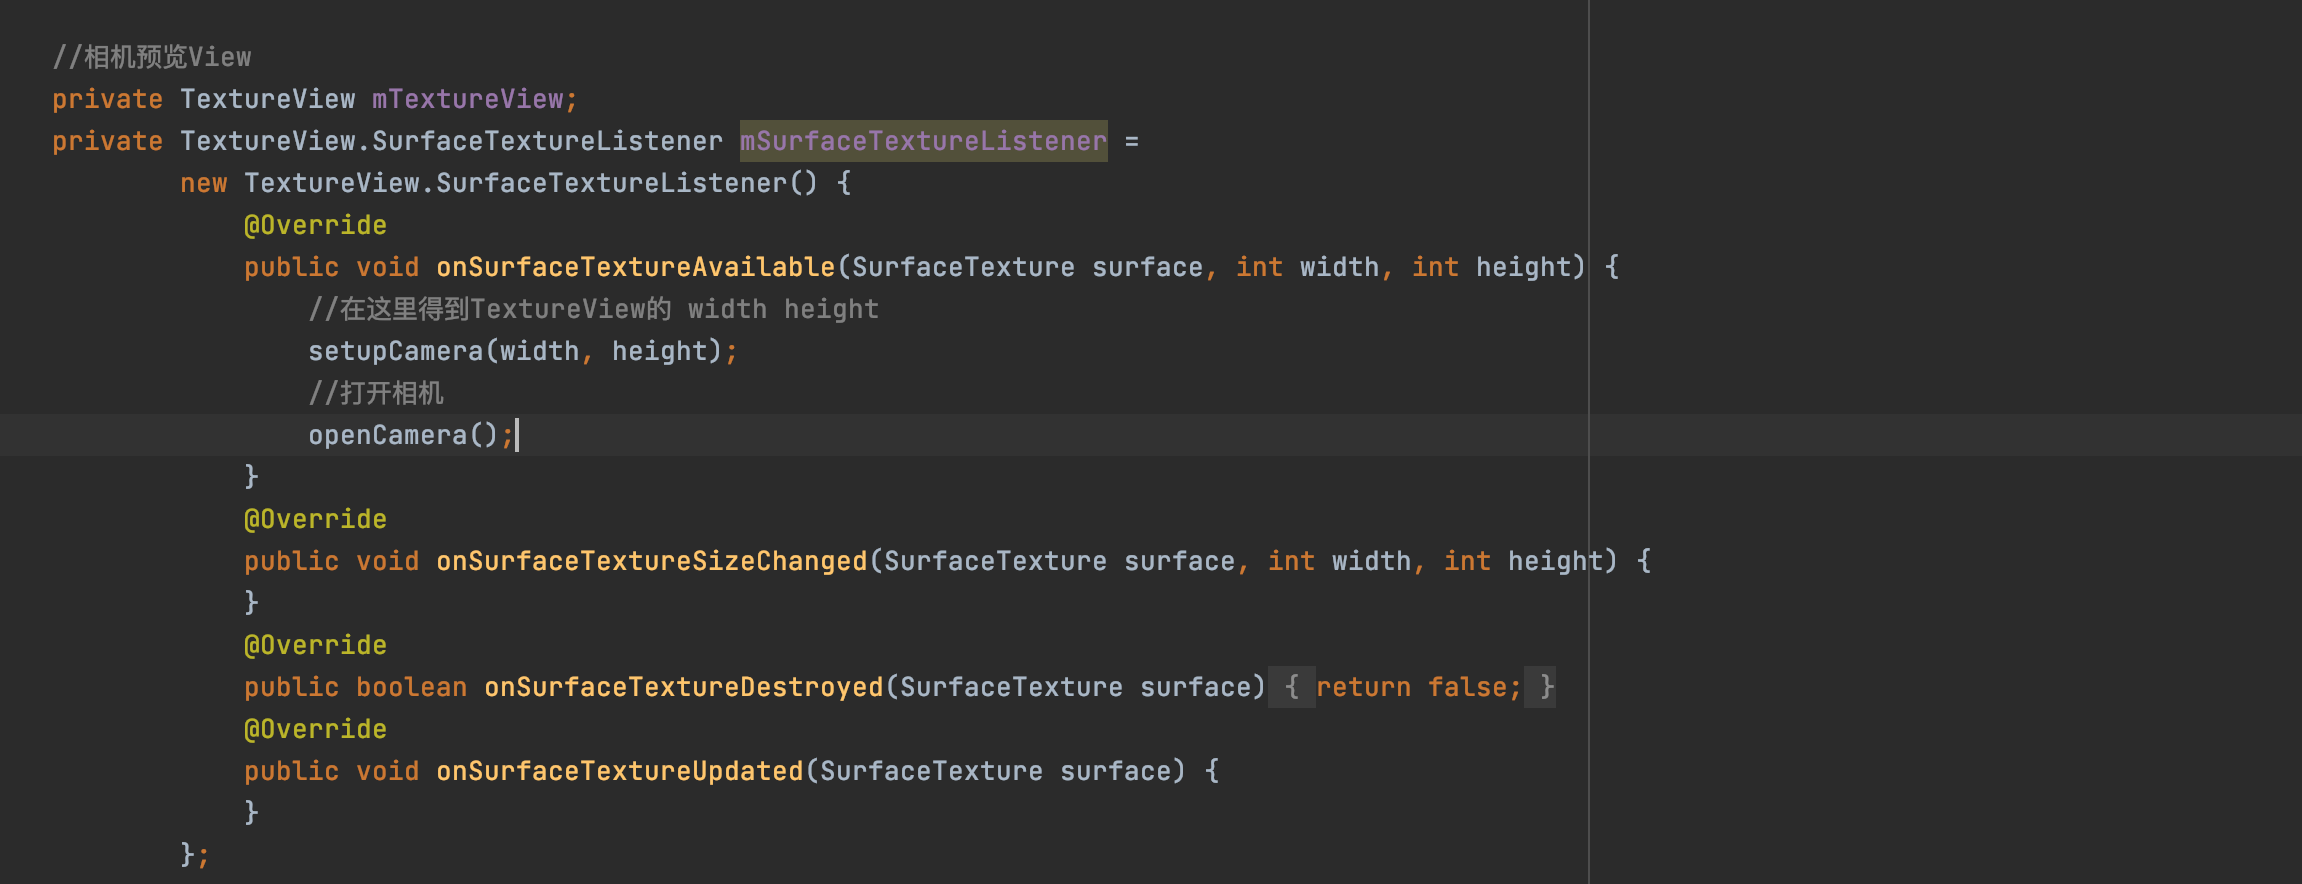 //相机预览View
private TextureView mTextureView;
private TextureView.SurfaceTextureListener mSurfaceTextureListener =
new TextureView.SurfaceTextureListener() {
@Override
public void onSurfaceTextureAvailable(SurfaceTexture surface, int width, int height) {
//在这里得到TextureView的 width height
setupCamera(width, height);
//打开相机
openCamera();
}
@Override
public void onSurfaceTextureSizeChanged(SurfaceTexture surface, int width, int height) {
}
@Override
public boolean onSurfaceTextureDestroyed(SurfaceTexture surface) { return false; }
@Override
public void onSurfaceTextureUpdated(SurfaceTexture surface) {
}
};